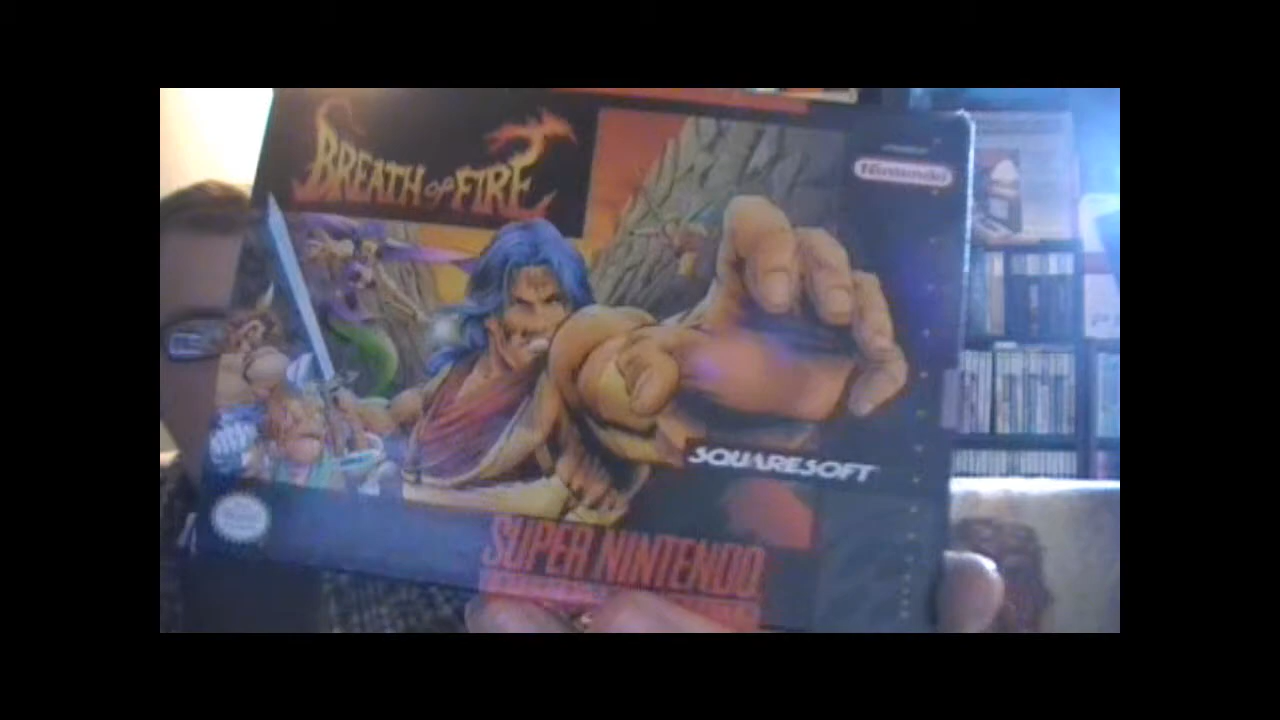 BREATH OF FIRE
Nintendo
SQUARESOFT
SUPER NINTENDO